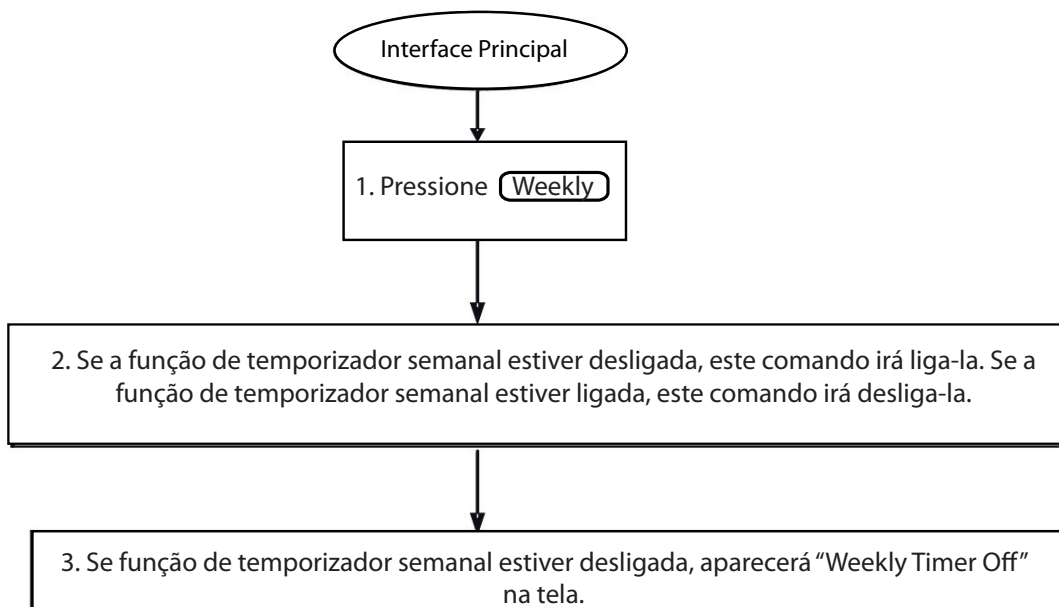 Interface Principal
1. Pressione Weekly
2. Se a função de temporizador semanal estiver desligada, este comando irá liga-la. Se a
função de temporizador semanal estiver ligada, este comando irá desliga-la.
3. Se função de temporizador semanal estiver desligada, aparecerá “Weekly Timer Off”
na tela.